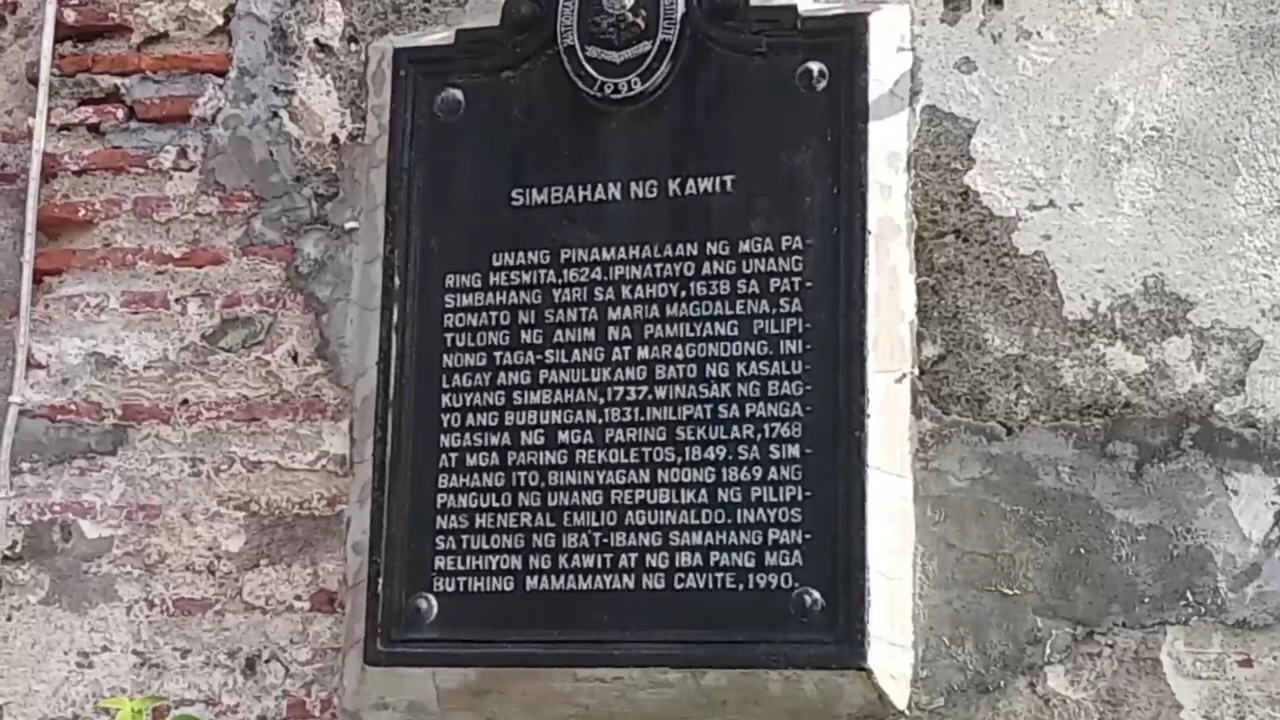 NATIONAL
INSTITUTE
1990
SIMBAHAN NG KAWIT
UNANG PINAMAHALAAN NG MGA PA-
RING HESWITA,1624.IPINATAYO ANG UNANG
SIMBAHANG YARI SA KAHOY,1638 SA PAT-
RONATO NI SANTA MARIA MAGDALENA, SA
TULONG NG ANIM NA PAMILYANG PILIPI-
NONG TAGA-SILANG AT MARAGONDONG. INI-
LAGAY ANG PANULUKANG BATO NG KASALU-
KUYANG SIMBAHAN,1737.WINASAK NG BAG-
YO ANG BUBUNGAN,1831.INILIPAT SA PANGA-
NGASIWA NG MGA PARING SEKULAR,1768
AT MGA PARING REKOLETOS,1849. SA SIM-
BAHANG ITO, BININYAGAN NOONG 1869 ANG
PANGULO NG UNANG REPUBLIKA NG PILIPI-
NAS HENERAL EMILIO AGUINALDO. INAYOS
SA TULONG NG IBA'T-IBANG SAMAHANG PAN-
RELIHIYON NG KAWIT AT NG IBA PANG MGA
BUTIHING MAMAMAYAN NG CAVITE, 1990.